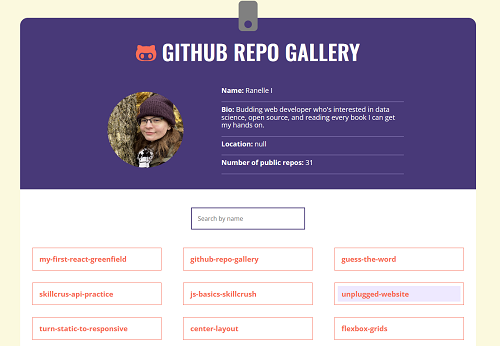 GITHUB REPO GALLERY
Name: Ranelle I
Bio: Budding web developer who's interested in data
science, open source, and reading every book I can get
my hands on.
Location: null
Number of public repos: 31
Search by name
my-first-react-greenfield
github-repo-gallery
guess-the-word
skillcrus-api-practice
js-basics-skillcrush
unplugged-website
turn-static-to-responsive
center-layout
flexbox-grids